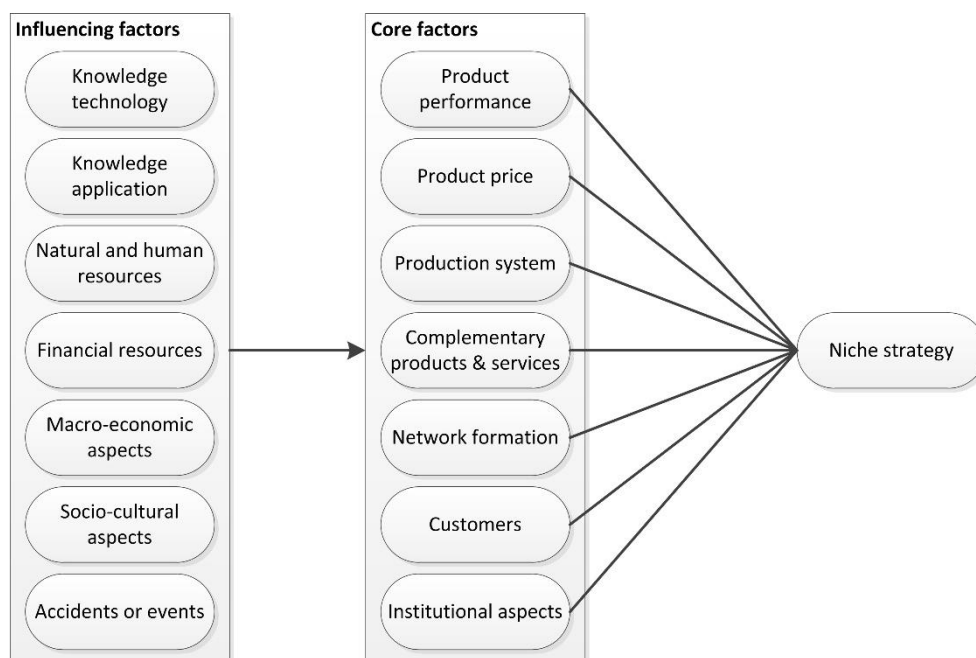 Influencing factors
Knowledge
technology
Knowledge
application
Natural and human
resources
Financial resources
Macro-economic
aspects
Socio-cultural
aspects
Accidents or events
Core factors
Product
performance
Product price
Production system
Complementary
products & services
Network formation
Customers
Institutional aspects
Niche strategy